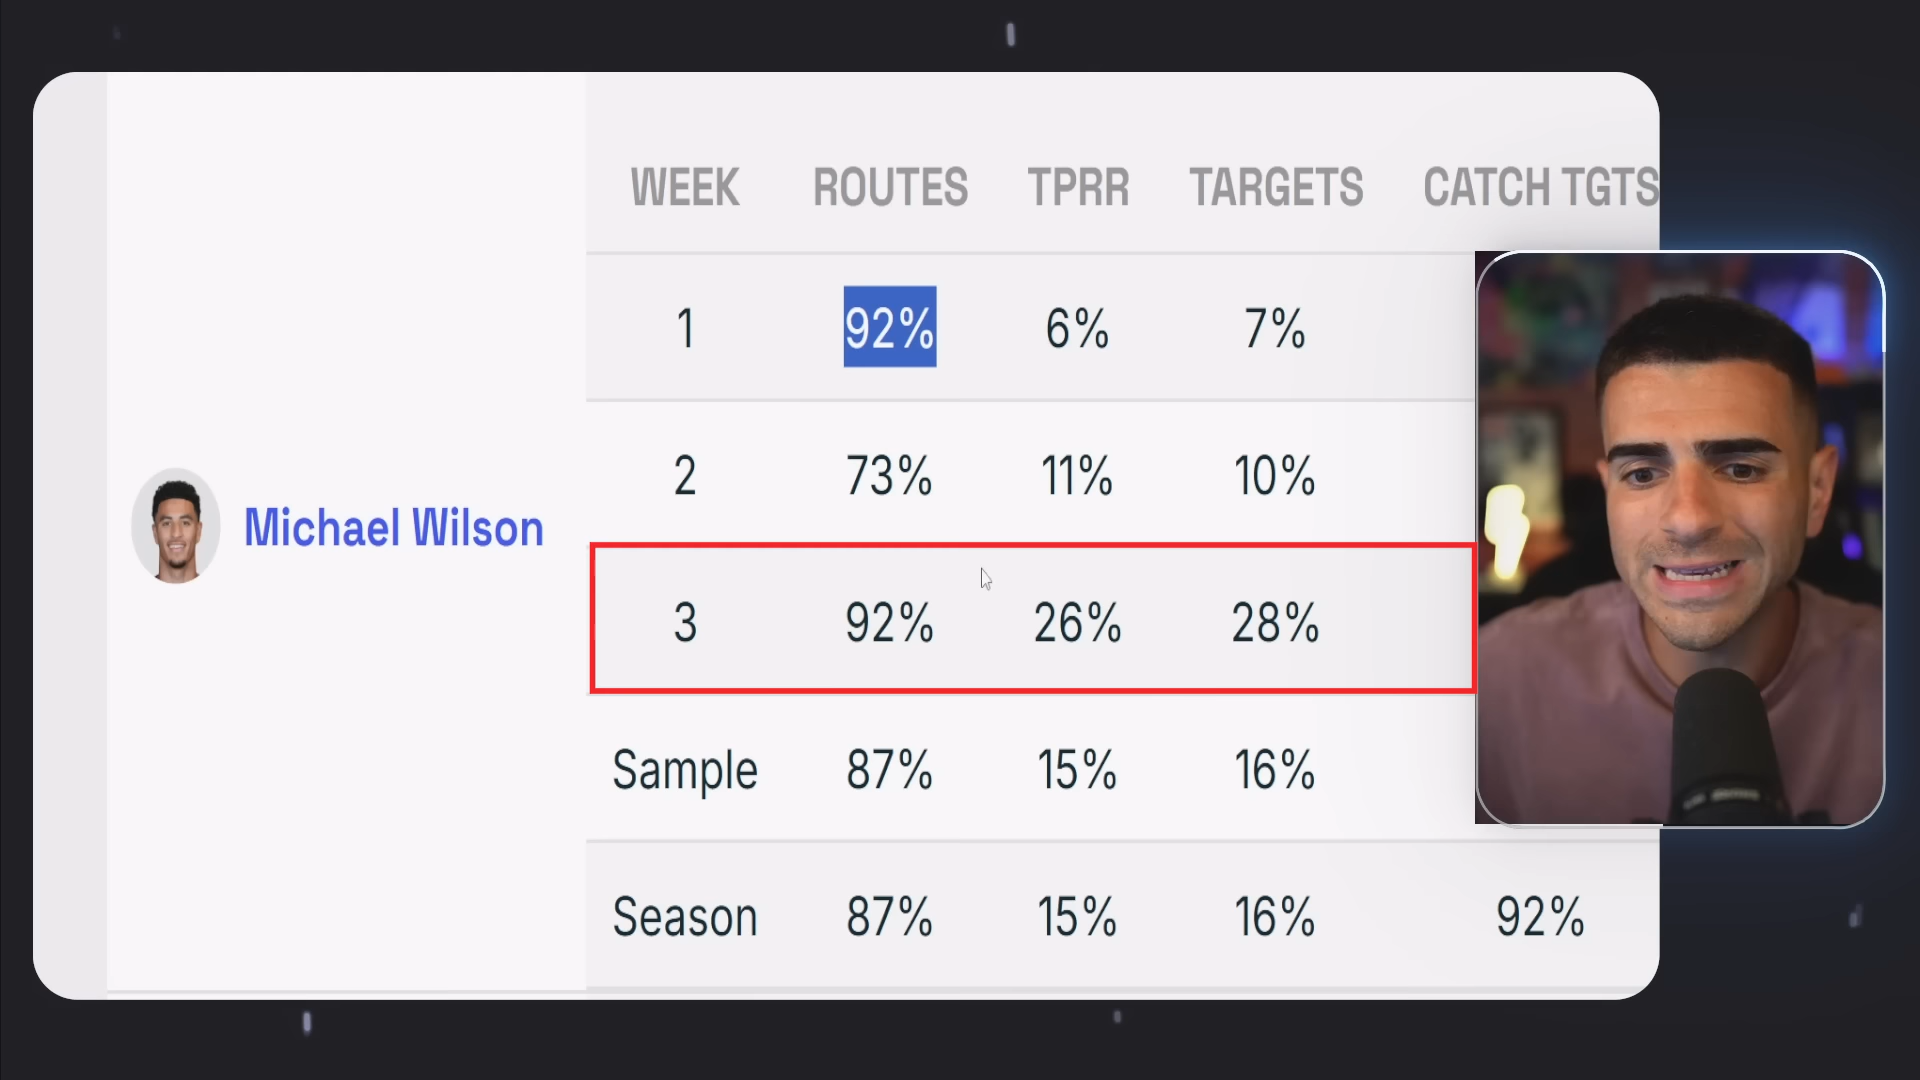 WEEK ROUTES TPRR TARGETS CATCH TGTS
1 92% 6% 7%
2 73% 11% 10%
Michael Wilson
3 92% 26% 28%
Sample 87% 15% 16%
Season 87% 15% 16% 92%